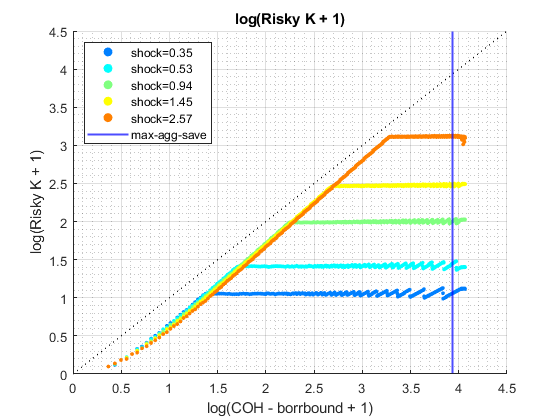 log(Risky K + 1)
4.5
4
3.5
3
2.5
2
1.5
1
0.5
0
log(Risky K + 1)
shock=0.35
shock=0.53
shock=0.94
shock=1.45
shock=2.57
max-agg-save
0 0.5 1 1.5 2 2.5 3 3.5 4 4.5
log(COH - borrbound + 1)